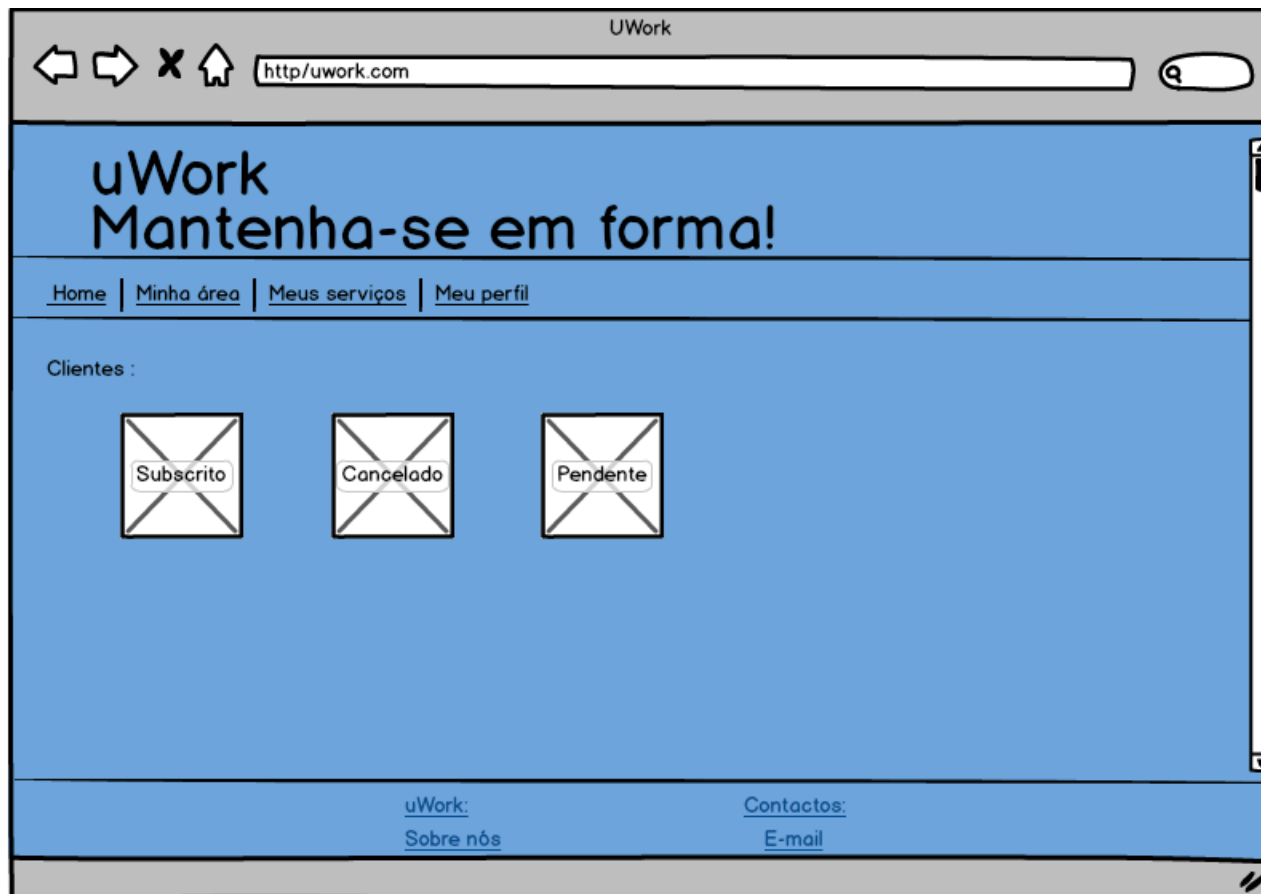 UWork
http/uwork.com
uWork
Mantenha-se em forma!
Home Minha área Meus serviços Meu perfil
Clientes :
Subscrito Cancelado Pendente
uWork: Contactos:
Sobre nós E-mail